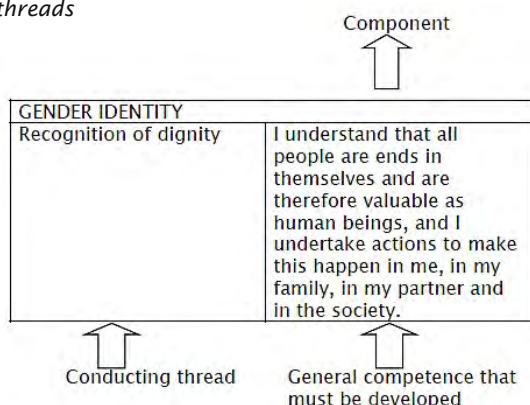 threads
Component
GENDER IDENTITY
Recognition of dignity
I understand that all
people are ends in
themselves and are
therefore valuable as
human beings, and I
undertake actions to make
this happen in me, in my
family, in my partner and
in the society.
Conducting thread
General competence that
must be developed